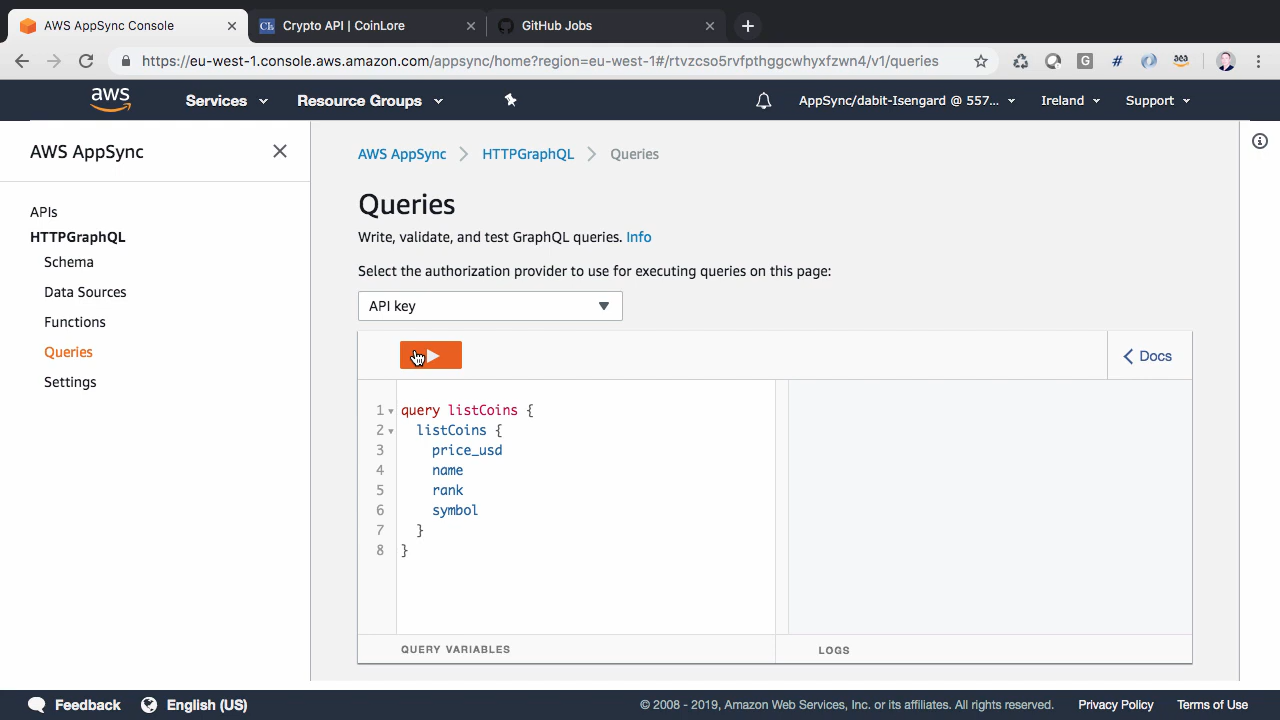 AWS AppSync Console
Crypto API | CoinLore
GitHub Jobs
https://eu-west-1.console.aws.amazon.com/appsync/home?region=eu-west-1#/rtvzcso5rvfpthggcwhyxfzwn4/v1/queries
aws
Services
Resource Groups
AppSync/dabit-Isengard @ 557...
Ireland
Support
AWS AppSync
APIs
HTTPGraphQL
Schema
Data Sources
Functions
Queries
Settings
AWS AppSync
HTTPGraphQL
Queries
Queries
Write, validate, and test GraphQL queries. Info
Select the authorization provider to use for executing queries on this page:
API key
Docs
1 query listCoins {
2 listCoins {
3 price_usd
4 name
5 rank
6 symbol
7 }
8 }
QUERY VARIABLES
LOGS
Feedback
English (US)
© 2008 - 2019, Amazon Web Services, Inc. or its affiliates. All rights reserved.
Privacy Policy
Terms of Use